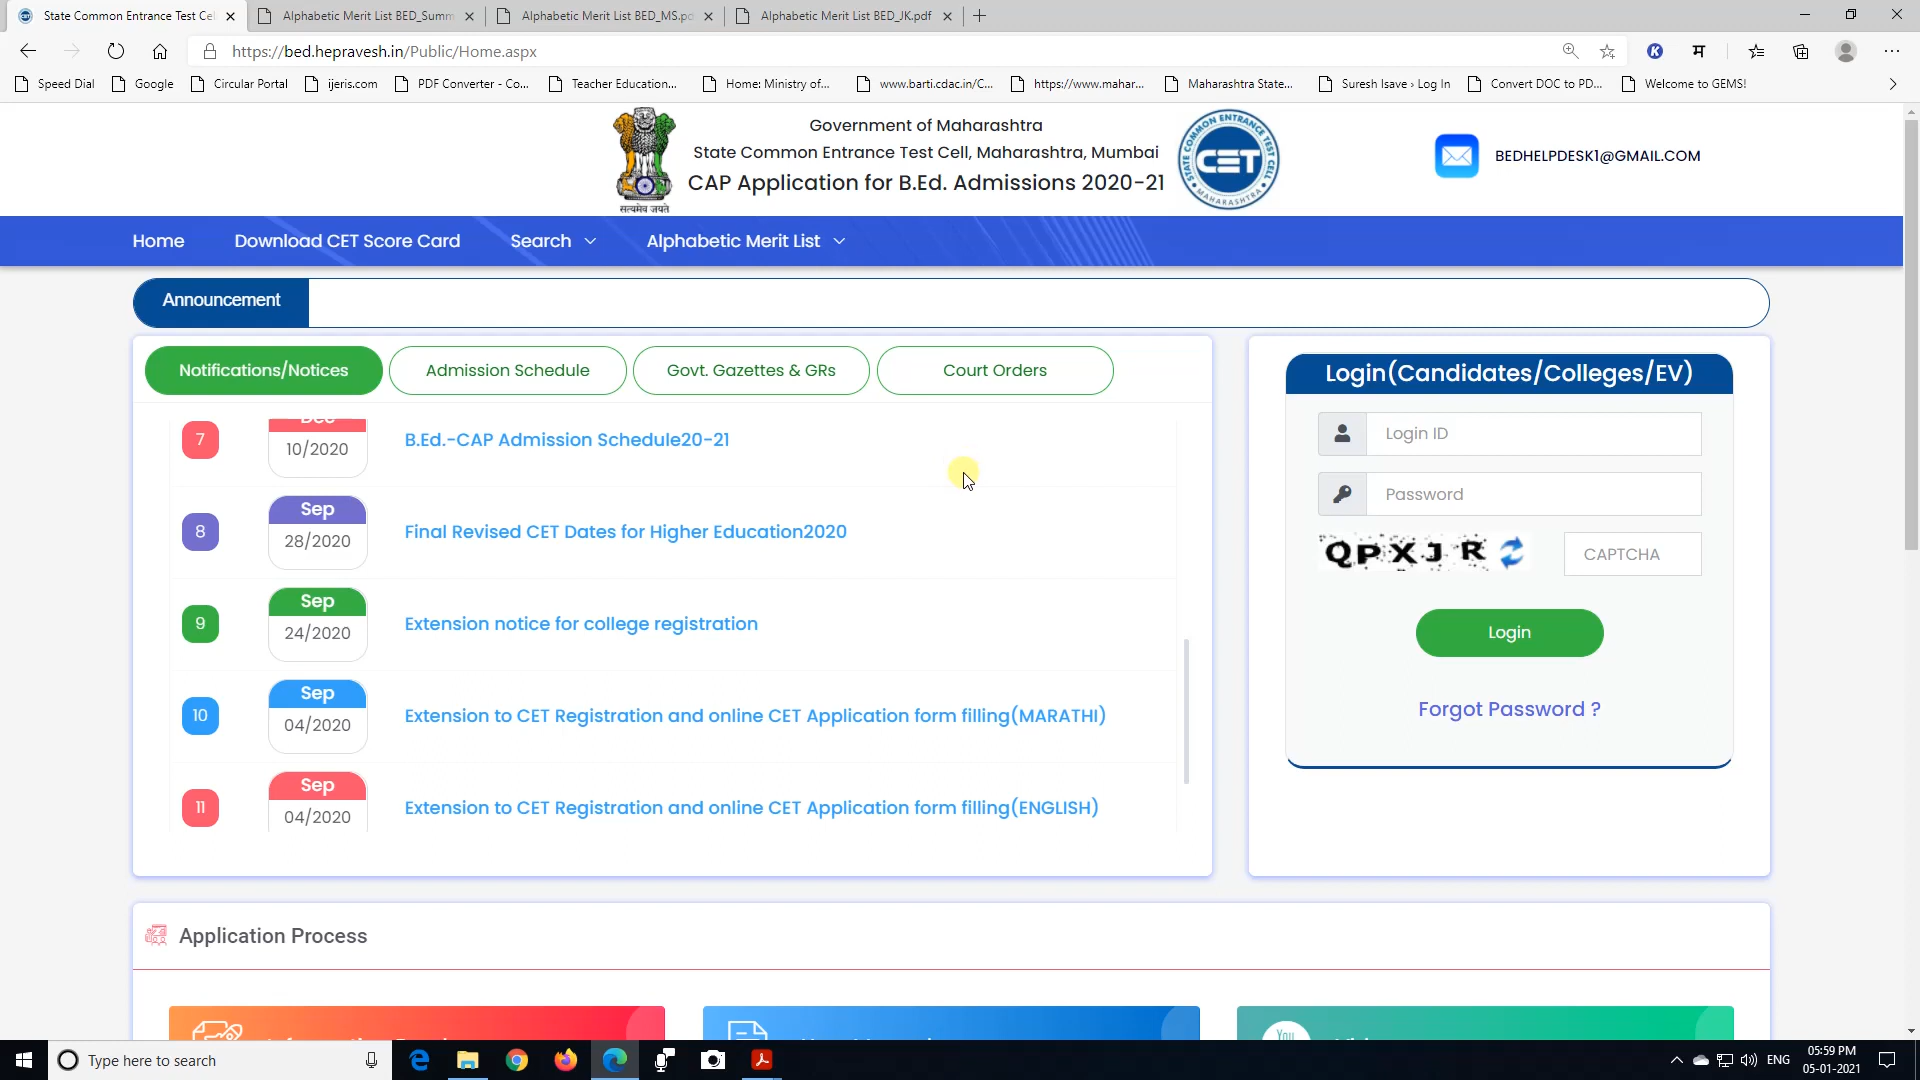 State Common Entrance Test Ce
Alphabetic Merit List BED_Summ
Alphabetic Merit List BED_MS.pd
Alphabetic Merit List BED_JK.pdf
https://bed.hepravesh.in/Public/Home.aspx
K
म
Speed Dial
Google
Circular Portal
ijeris.com
PDF Converter - Co...
Teacher Education...
Home: Ministry of...
www.barti.cdac.in/C...
https://www.mahar...
Maharashtra State...
Suresh Isave › Log In
Convert DOC to PD...
Welcome to GEMS!
सत्यमेव जयते
Government of Maharashtra
State Common Entrance Test Cell, Maharashtra, Mumbai
CAP Application for B.Ed. Admissions 2020-21
STATE COMMON ENTRANCE TEST CELL
CET
MAHARASHTRA
BEDHELPDESK1@GMAIL.COM
Home
Download CET Score Card
Search
Alphabetic Merit List
Announcement
Notifications/Notices
Admission Schedule
Govt. Gazettes & GRs
Court Orders
7
Dec
10/2020
B.Ed.-CAP Admission Schedule20-21
8
Sep
28/2020
Final Revised CET Dates for Higher Education2020
9
Sep
24/2020
Extension notice for college registration
10
Sep
04/2020
Extension to CET Registration and online CET Application form filling(MARATHI)
11
Sep
04/2020
Extension to CET Registration and online CET Application form filling(ENGLISH)
Login(Candidates/Colleges/EV)
Login ID
Password
QPXJR
CAPTCHA
Login
Forgot Password ?
Application Process
You
Type here to search
ENG
05:59 PM
05-01-2021